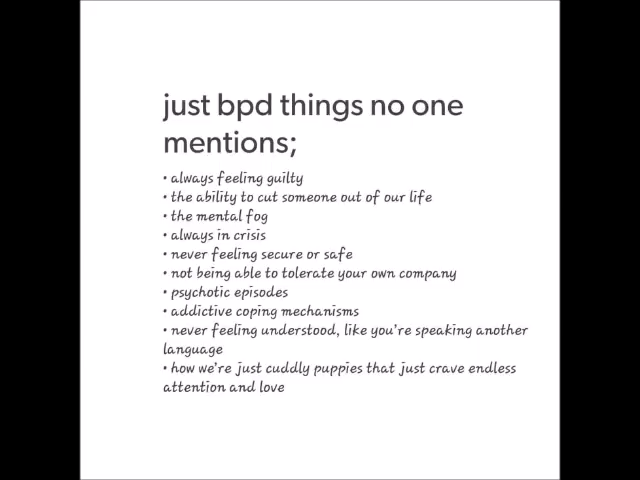 just bpd things no one
mentions;
• always feeling guilty
• the ability to cut someone out of our life
• the mental fog
• always in crisis
• never feeling secure or safe
• not being able to tolerate your own company
• psychotic episodes
• addictive coping mechanisms
• never feeling understood, like you're speaking another
language
• how we're just cuddly puppies that just crave endless
attention and love